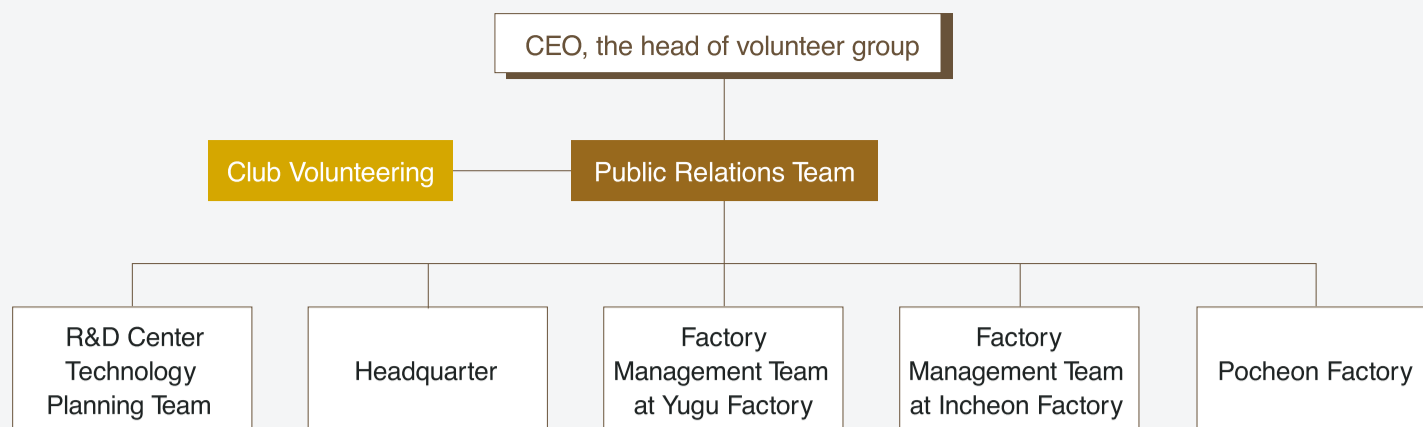 CEO, the head of volunteer group
Club Volunteering
Public Relations Team
R&D Center
Technology
Planning Team
Headquarter
Factory
Management Team
at Yugu Factory
Factory
Management Team
at Incheon Factory
Pocheon Factory